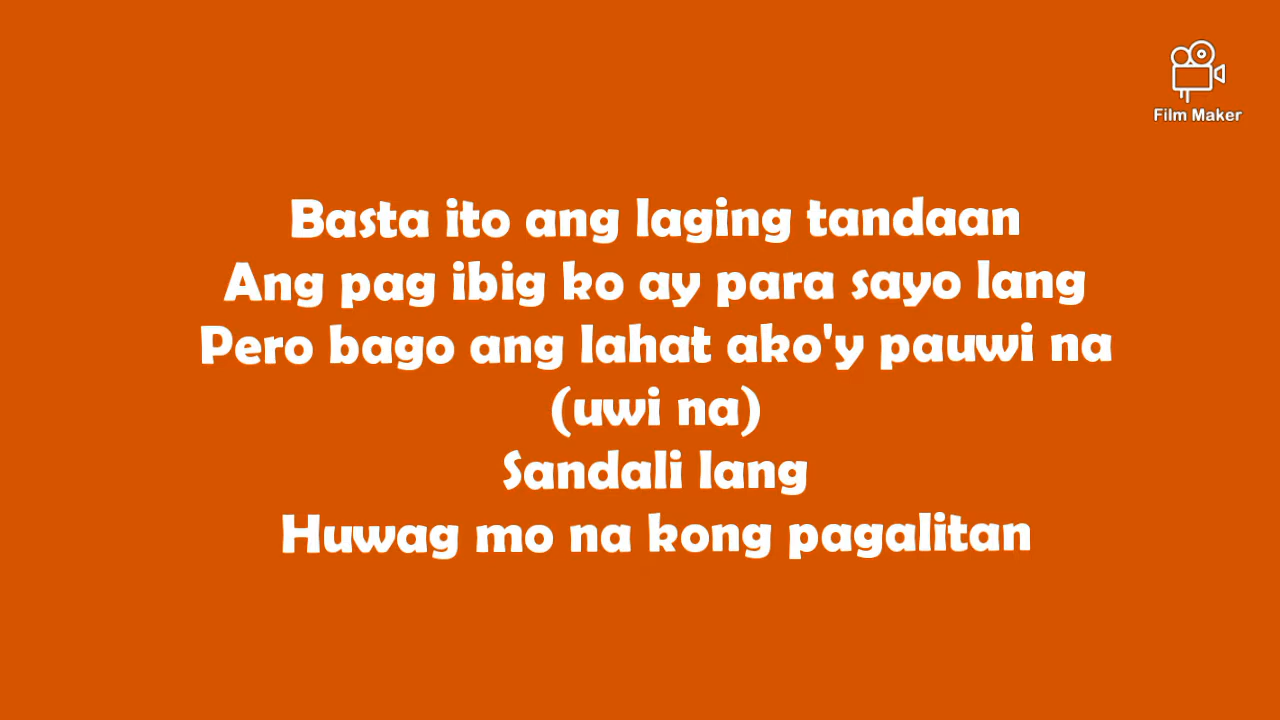 Film Maker
Basta ito ang laging tandaan
Ang pag ibig ko ay para sayo lang
Pero bago ang lahat ako'y pauwi na
(uwi na)
Sandali lang
Huwag mo na kong pagalitan